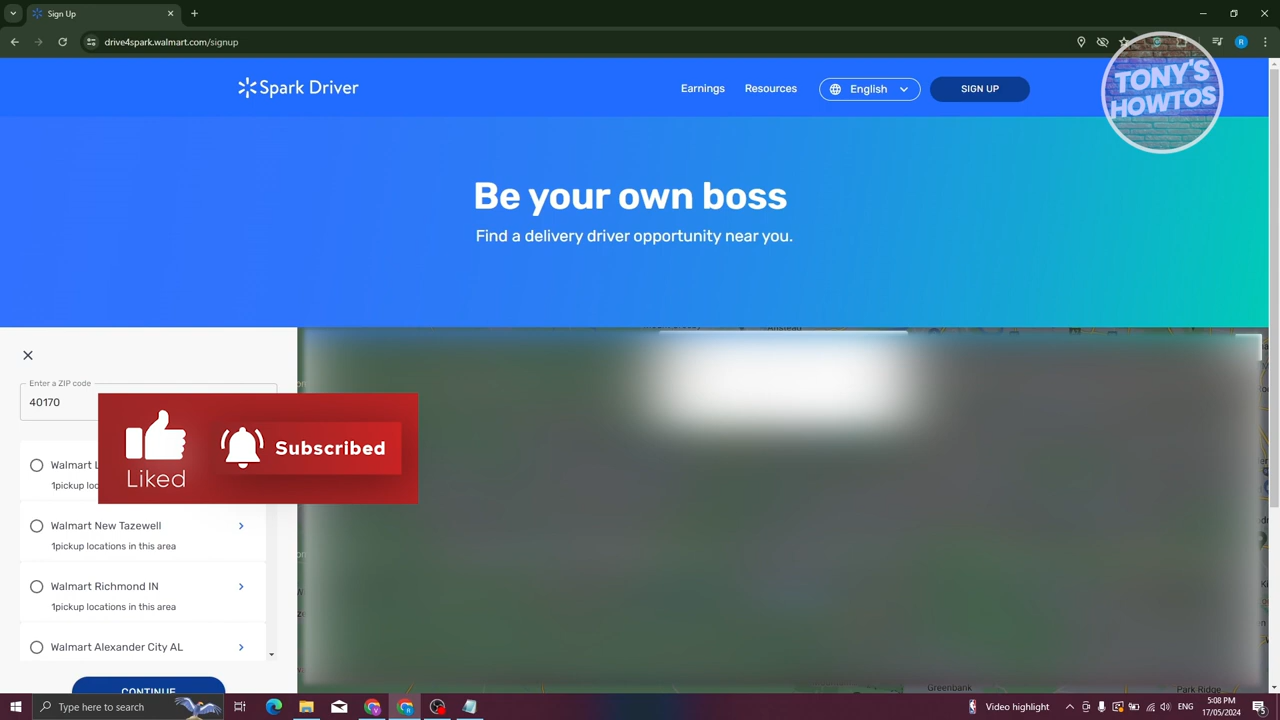 Sign Up
drive4spark.walmart.com/signup
R
Spark Driver
Earnings
Resources
English
SIGN UP
TONY'S
HOWTOS
Be your own boss
Find a delivery driver opportunity near you.
Enter a ZIP code
40170
Walmart L
1pickup locations
Liked
Subscribed
Walmart New Tazewell
1pickup locations in this area
Walmart Richmond IN
1pickup locations in this area
Walmart Alexander City AL
CONTINUE
Greenbank
Park Ridge
Type here to search
Video highlight
ENG
5:08 PM
17/05/2024
5